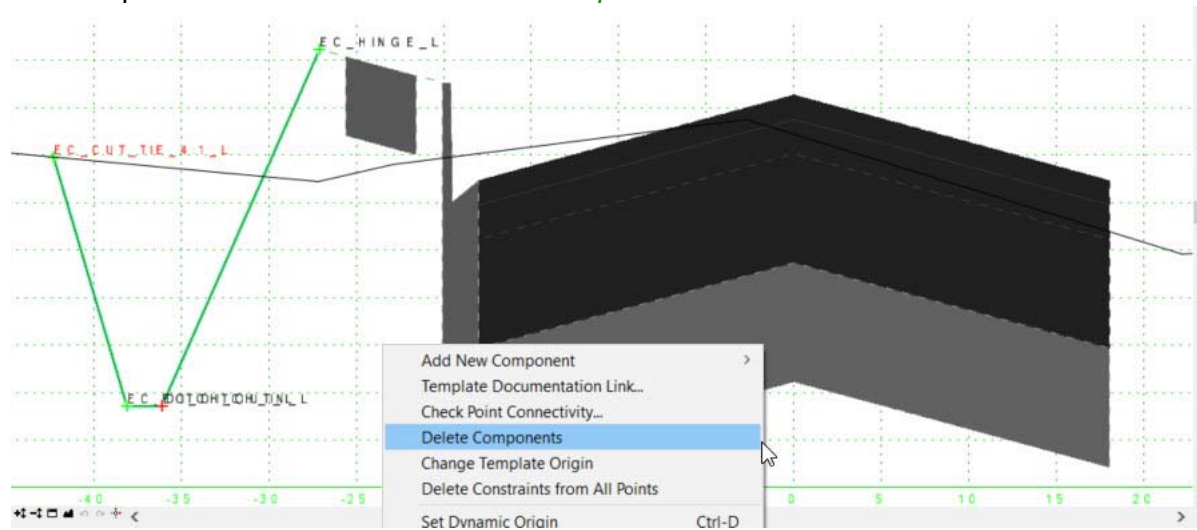 EC_HINGE_L
EC_CUT_TIE_4:1_L
Add New Component
Template Documentation Link...
Check Point Connectivity...
Delete Components
Change Template Origin
Delete Constraints from All Points
Set Dynamic Origin Ctrl-D
-40 -35 -30 -25 0 5 10 15 20